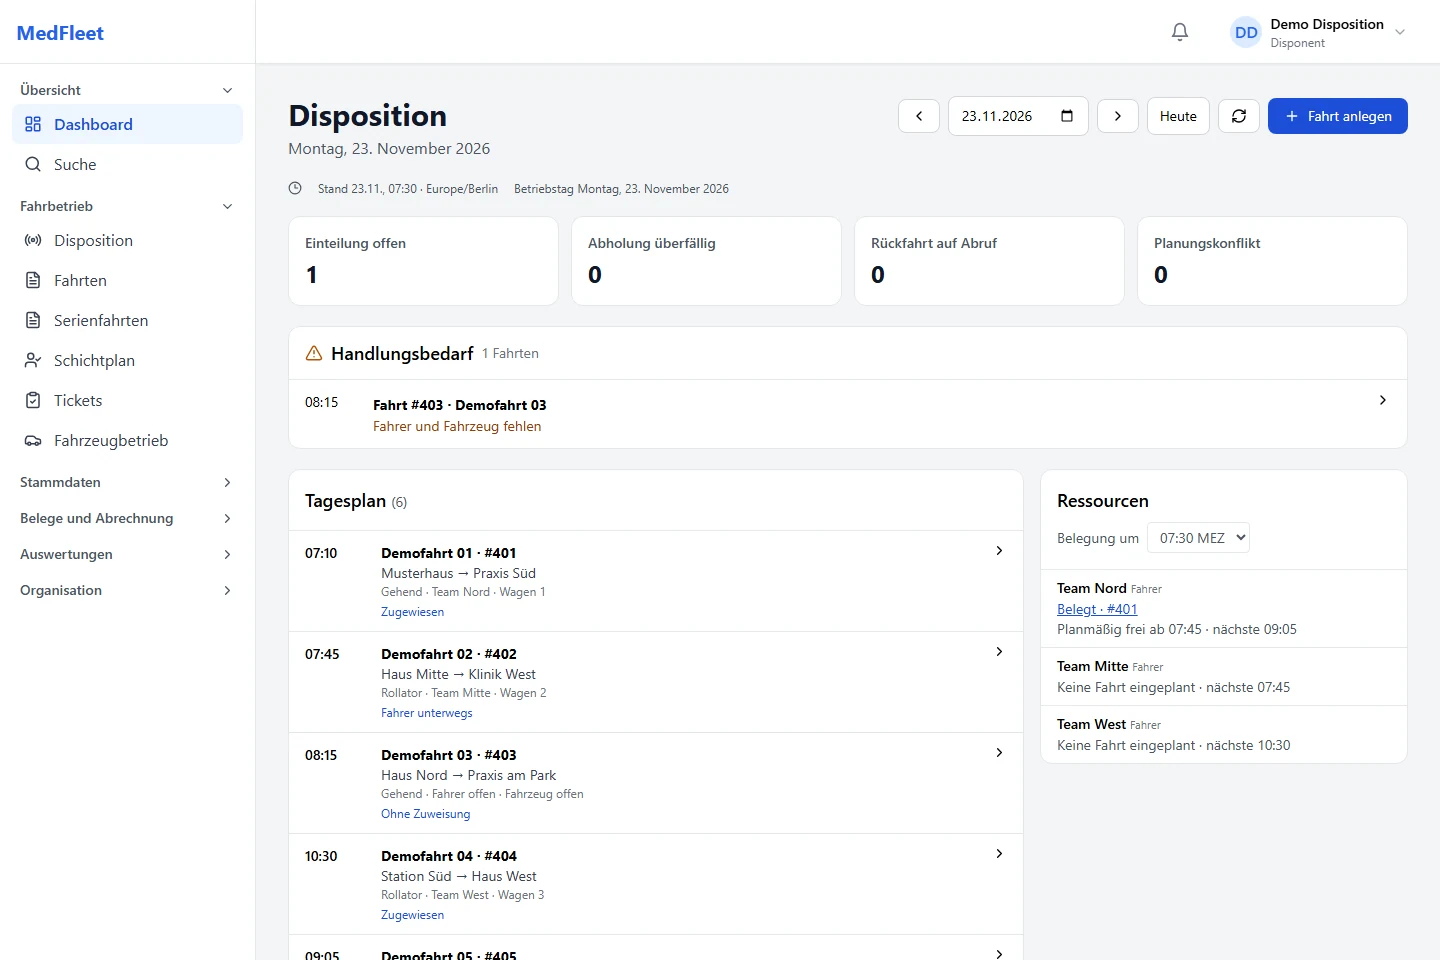 MedFleet
Übersicht
Dashboard
Suche
Fahrbetrieb
Disposition
Fahrten
Serienfahrten
Schichtplan
Tickets
Fahrzeugbetrieb
Stammdaten
Belege und Abrechnung
Auswertungen
Organisation
DD
Demo Disposition
Disponent
Disposition
Montag, 23. November 2026
23.11.2026
Heute
Fahrt anlegen
Stand 23.11., 07:30 · Europe/Berlin Betriebstag Montag, 23. November 2026
Einteilung offen
1
Abholung überfällig
0
Rückfahrt auf Abruf
0
Planungskonflikt
0
Handlungsbedarf 1 Fahrten
08:15 Fahrt #403 · Demofahrt 03
Fahrer und Fahrzeug fehlen
Tagesplan (6)
07:10 Demofahrt 01 · #401
Musterhaus → Praxis Süd
Gehend · Team Nord · Wagen 1
Zugewiesen
07:45 Demofahrt 02 · #402
Haus Mitte → Klinik West
Rollator · Team Mitte · Wagen 2
Fahrer unterwegs
08:15 Demofahrt 03 · #403
Haus Nord → Praxis am Park
Gehend · Fahrer offen · Fahrzeug offen
Ohne Zuweisung
10:30 Demofahrt 04 · #404
Station Süd → Haus West
Rollator · Team West · Wagen 3
Zugewiesen
09:05 Demofahrt 05 · #405
Ressourcen
Belegung um 07:30 MEZ
Team Nord Fahrer
Belegt · #401
Planmäßig frei ab 07:45 · nächste 09:05
Team Mitte Fahrer
Keine Fahrt eingeplant · nächste 07:45
Team West Fahrer
Keine Fahrt eingeplant · nächste 10:30